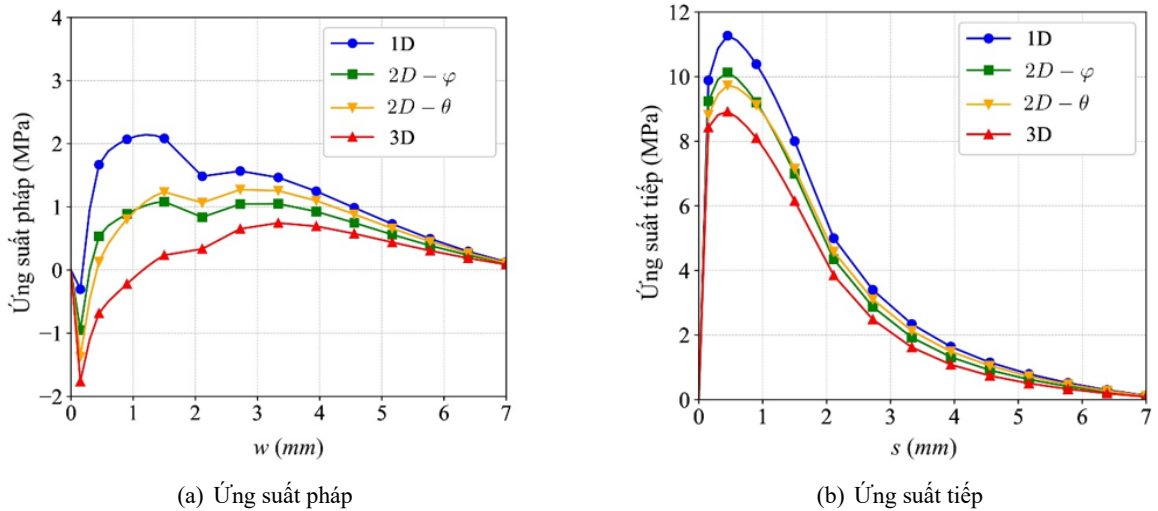 4
3
2
1
0
−1
−2
Ứng suất pháp (MPa)
1D
2D − φ
2D − θ
3D
0 1 2 3 4 5 6 7
w (mm)
(a) Ứng suất pháp
12
10
8
6
4
2
0
Ứng suất tiếp (MPa)
1D
2D − φ
2D − θ
3D
0 1 2 3 4 5 6 7
s (mm)
(b) Ứng suất tiếp